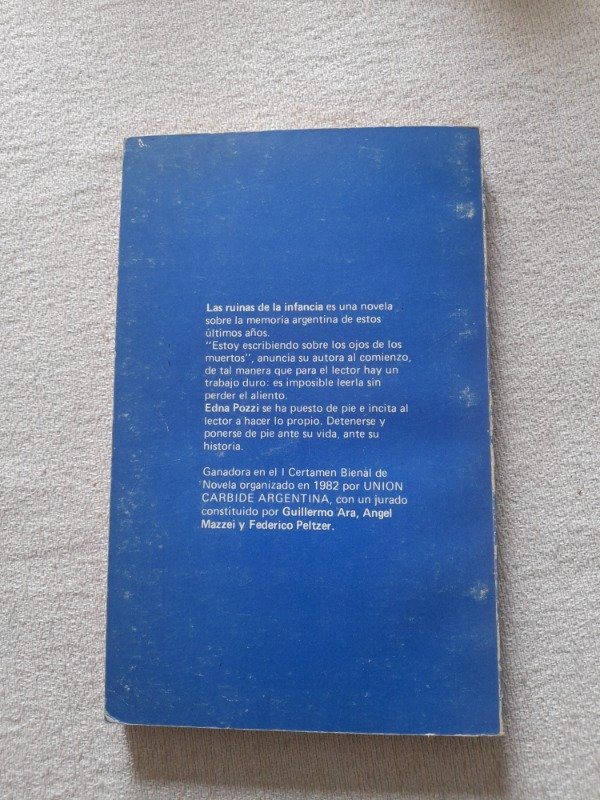 Las ruinas de la infancia es una novela
sobre la memoria argentina de estos
últimos años.
"Estoy escribiendo sobre los ojos de los
muertos", anuncia su autora al comienzo,
de tal manera que para el lector hay un
trabajo duro: es imposible leerla sin
perder el aliento.
Edna Pozzi se ha puesto de pie e incita al
lector a hacer lo propio. Detenerse y
ponerse de pie ante su vida, ante su
historia.
Ganadora en el I Certamen Bienal de
Novela organizado en 1982 por UNION
CARBIDE ARGENTINA, con un jurado
constituido por Guillermo Ara, Angel
Mazzei y Federico Peltzer.